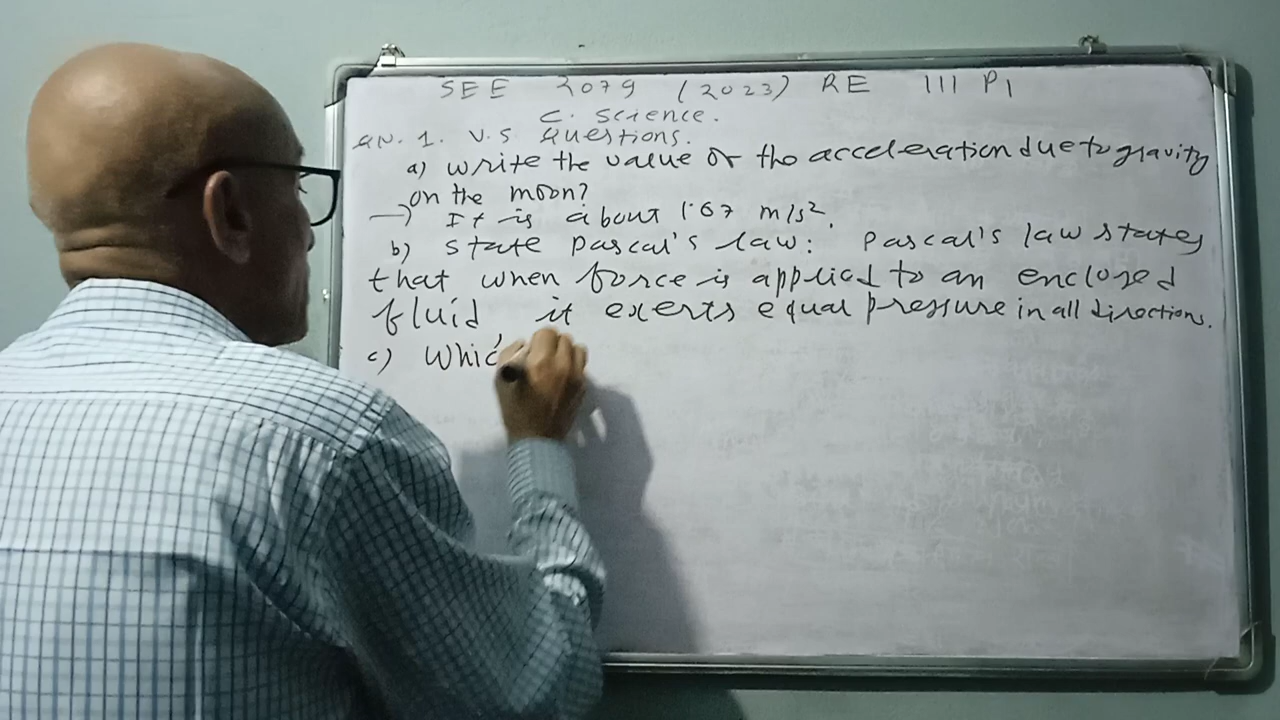 SEE 2079 (2023) RE III P1
C. Science.
QN. 1. V.S Questions.
a) Write the value of the acceleration due to gravity
on the moon?
→ It is about 1.67 m/s².
b) State Pascal's law: Pascal's law states
that when force is applied to an enclosed
fluid, it exerts equal pressure in all directions.
c) Whic